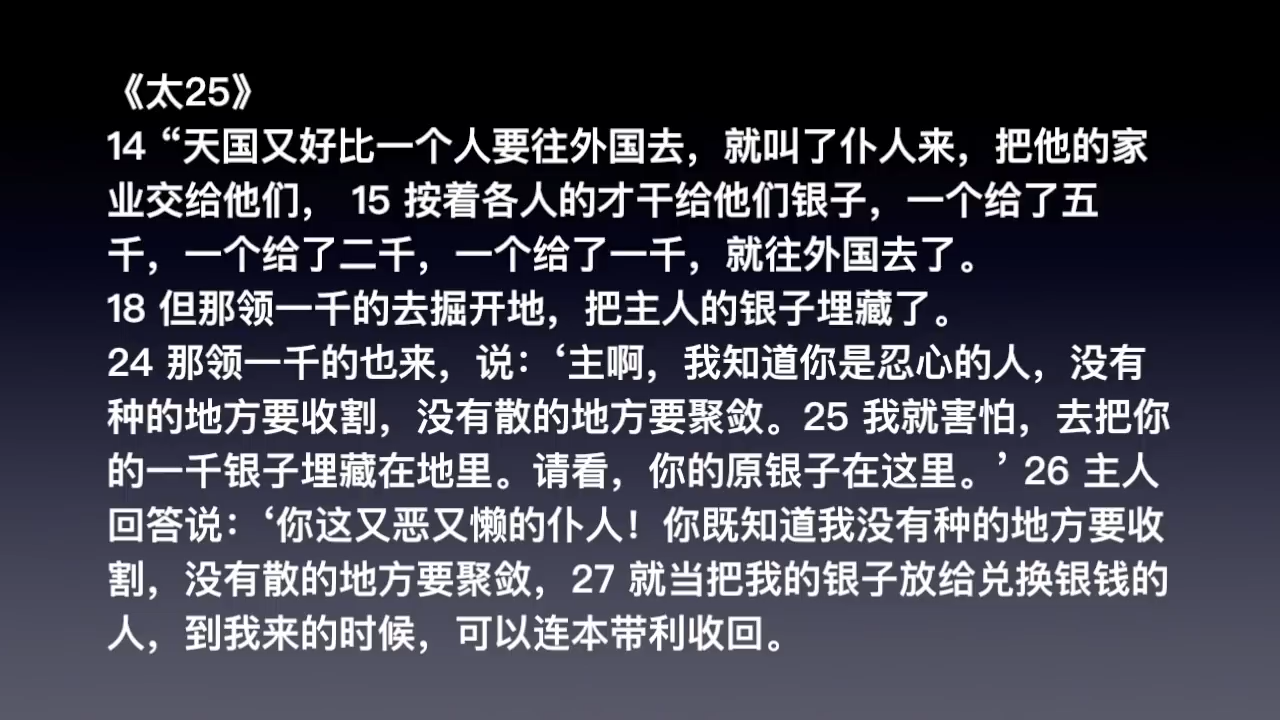 《太25》
14 “天国又好比一个人要往外国去，就叫了仆人来，把他的家
业交给他们， 15 按着各人的才干给他们银子，一个给了五
千，一个给了二千，一个给了一千，就往外国去了。
18 但那领一千的去掘开地，把主人的银子埋藏了。
24 那领一千的也来，说：‘主啊，我知道你是忍心的人，没有
种的地方要收割，没有散的地方要聚敛。25 我就害怕，去把你
的一千银子埋藏在地里。请看，你的原银子在这里。’ 26 主人
回答说：‘你这又恶又懒的仆人！你既知道我没有种的地方要收
割，没有散的地方要聚敛，27 就当把我的银子放给兑换银钱的
人，到我来的时候，可以连本带利收回。